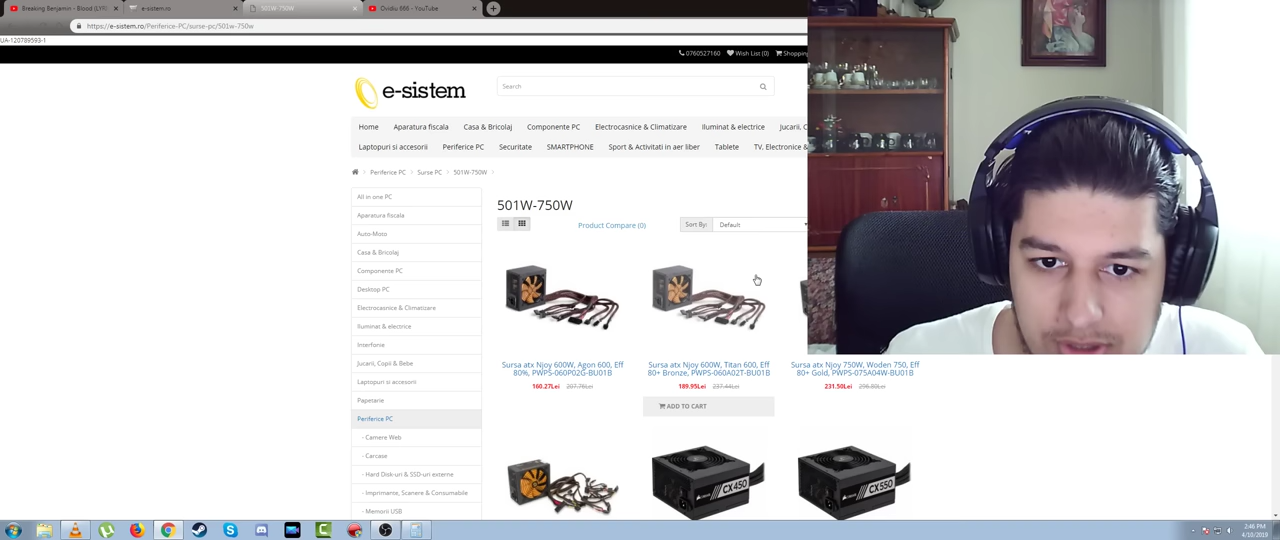 Breaking Benjamin - Blood (LYRI
e-sistem.ro
501W-750W
Ovidiu 666 - YouTube
https://e-sistem.ro/Periferice-PC/surse-pc/501w-750w
UA-120789593-1
0760527160 Wish List (0) Shopping
e-sistem
Search
Home Aparatura fiscala Casa & Bricolaj Componente PC Electrocasnice & Climatizare Iluminat & electrice Jucarii, C
Laptopuri si accesorii Periferice PC Securitate SMARTPHONE Sport & Activitati in aer liber Tablete TV, Electronice &
Periferice PC Surse PC 501W-750W
All in one PC
Aparatura fiscala
Auto-Moto
Casa & Bricolaj
Componente PC
Desktop PC
Electrocasnice & Climatizare
Iluminat & electrice
Interfonie
Jucarii, Copii & Bebe
Laptopuri si accesorii
Papetarie
Periferice PC
- Camere Web
- Carcase
- Hard Disk-uri & SSD-uri externe
- Imprimante, Scanere & Consumabile
- Memorii USB
501W-750W
Product Compare (0)
Sort By: Default
Sursa atx Njoy 600W, Agon 600, Eff
80%, PWPS-060P02G-BU01B
160.27Lei 207.76Lei
Sursa atx Njoy 600W, Titan 600, Eff
80+ Bronze, PWPS-060A02T-BU01B
189.95Lei 237.44Lei
ADD TO CART
Sursa atx Njoy 750W, Woden 750, Eff
80+ Gold, PWPS-075A04W-BU01B
231.50Lei 296.80Lei
CX450
CX550
2:46 PM
4/10/2019